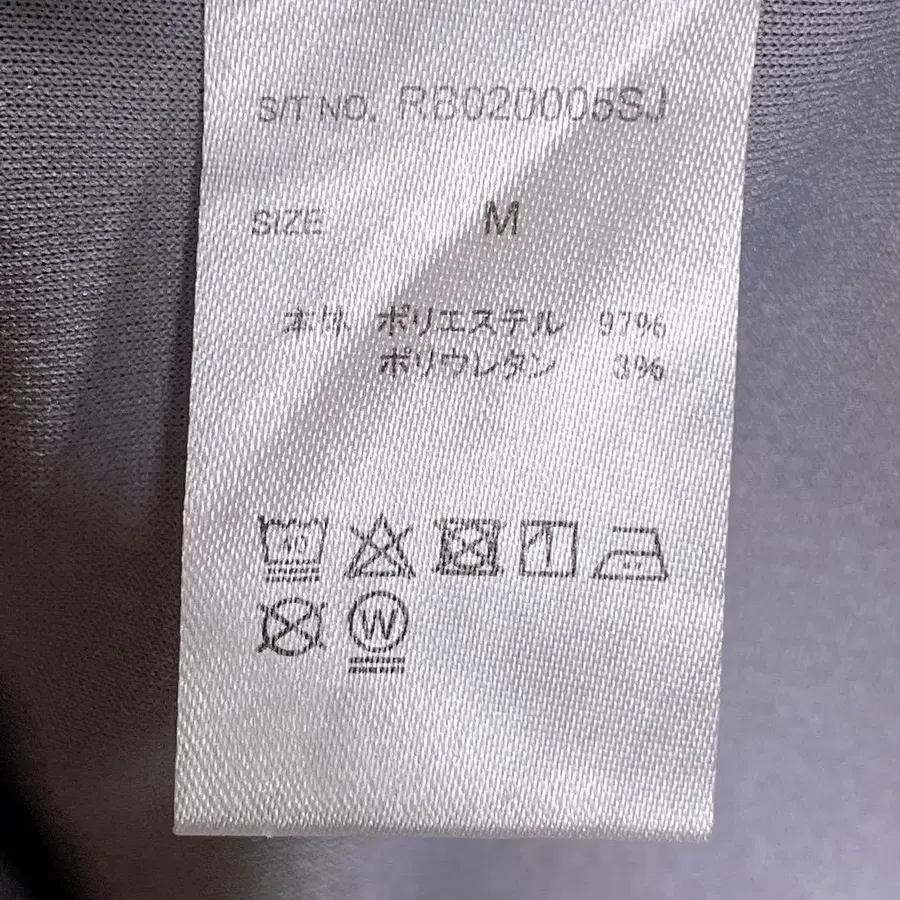 S/T NO. RB020005SJ
SIZE M
本体 ポリエステル 97%
ポリウレタン 3%
40
W